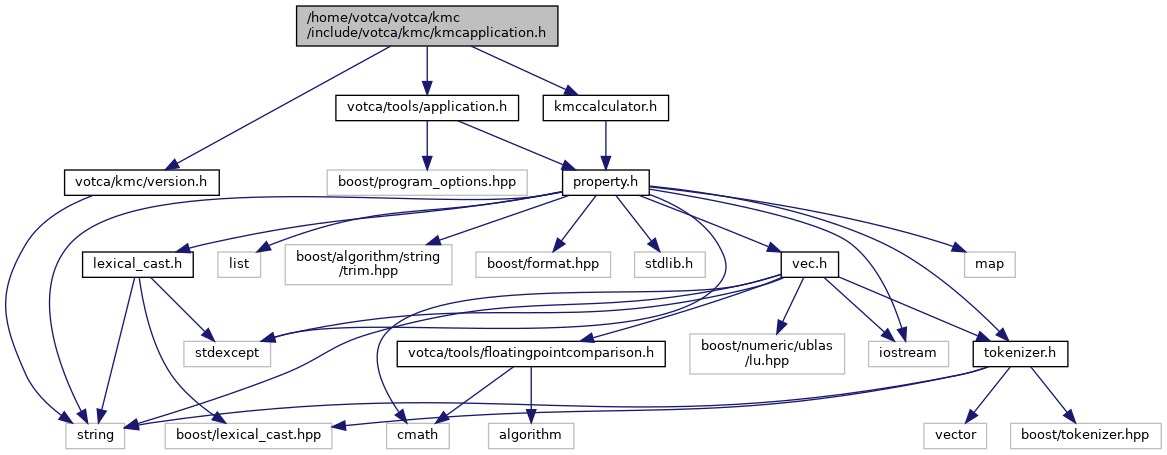 /home/votca/votca/kmc
/include/votca/kmc/kmcapplication.h
votca/tools/application.h
kmccalculator.h
votca/kmc/version.h
boost/program_options.hpp
property.h
lexical_cast.h
list
boost/algorithm/string
/trim.hpp
boost/format.hpp
stdlib.h
vec.h
map
stdexcept
votca/tools/floatingpointcomparison.h
boost/numeric/ublas
/lu.hpp
iostream
tokenizer.h
string
boost/lexical_cast.hpp
cmath
algorithm
vector
boost/tokenizer.hpp